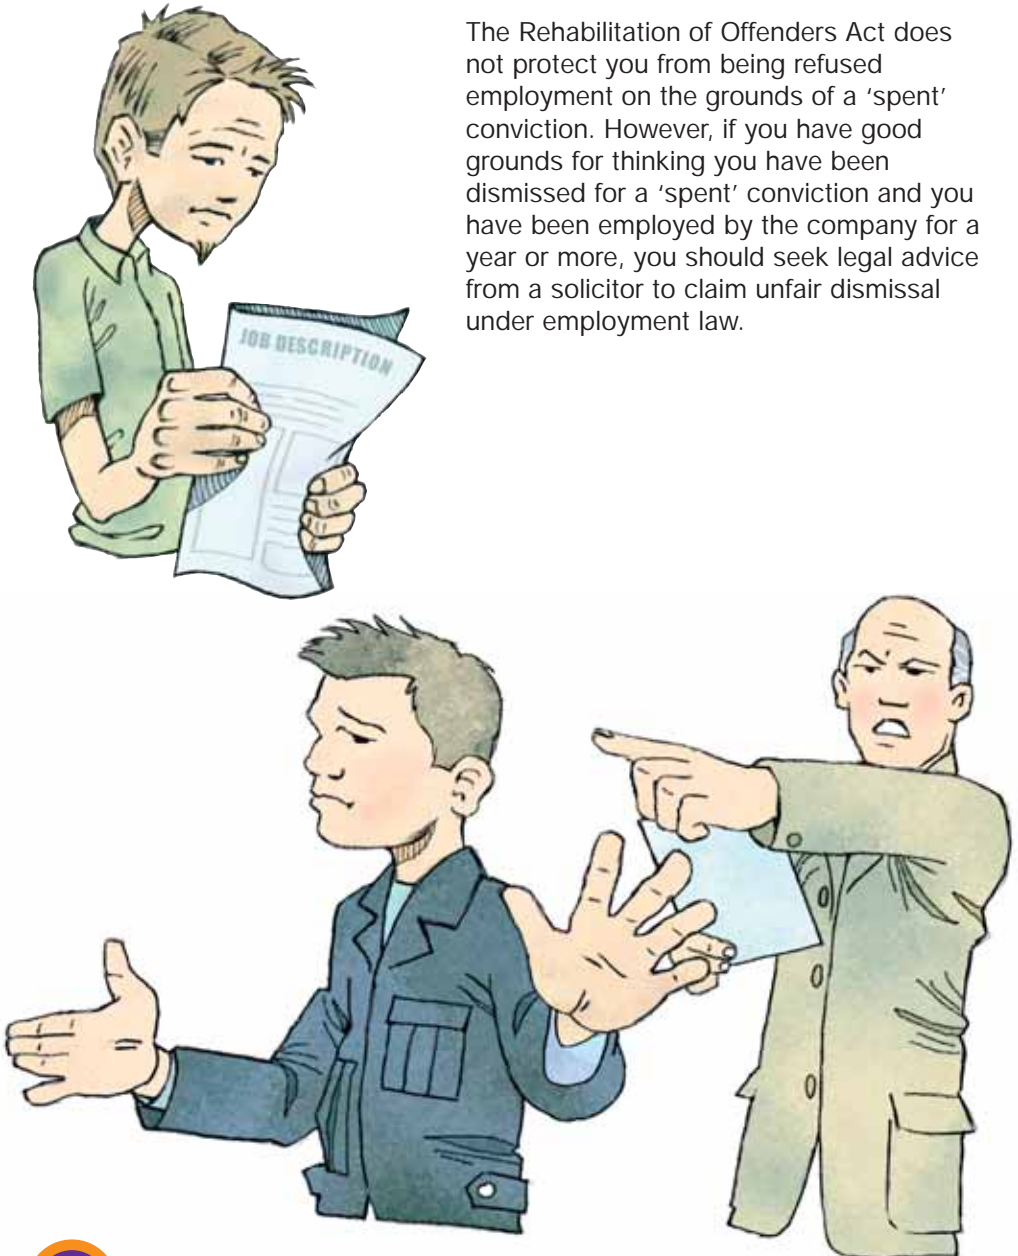 The Rehabilitation of Offenders Act does
not protect you from being refused
employment on the grounds of a ‘spent’
conviction. However, if you have good
grounds for thinking you have been
dismissed for a ‘spent’ conviction and you
have been employed by the company for a
year or more, you should seek legal advice
from a solicitor to claim unfair dismissal
under employment law.
JOB DESCRIPTION